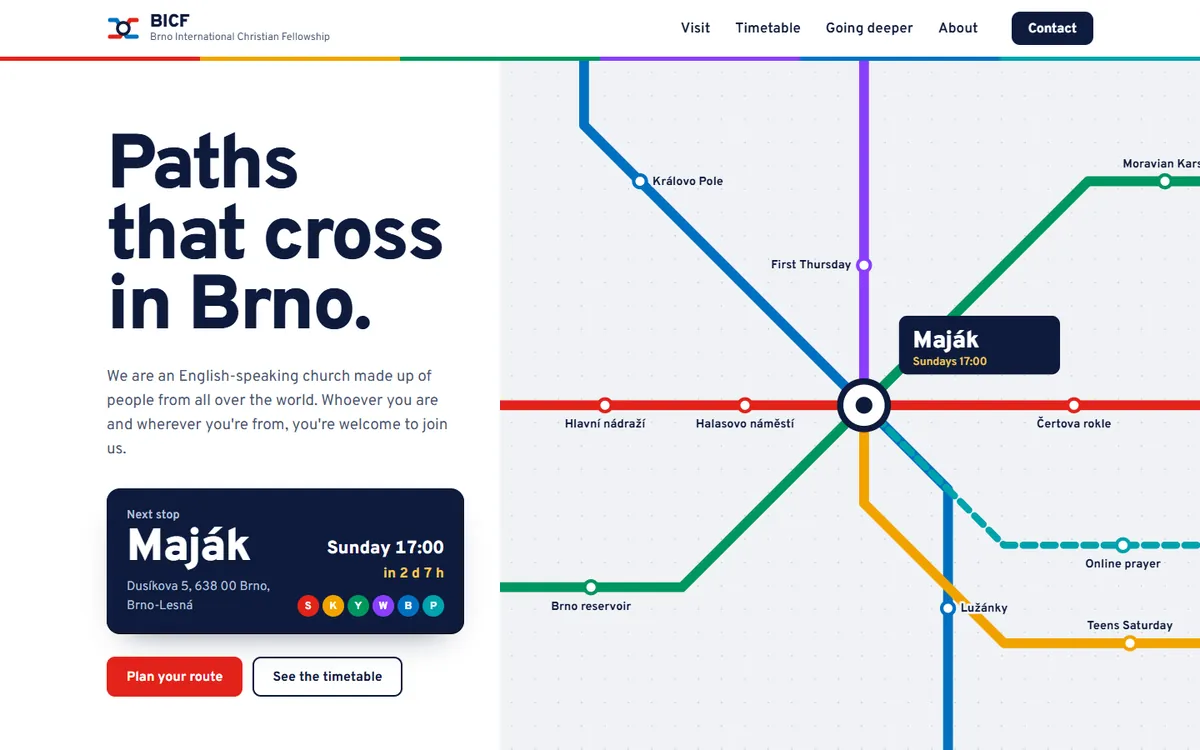 BICF
Brno International Christian Fellowship
Visit
Timetable
Going deeper
About
Contact
Paths
that cross
in Brno.
We are an English-speaking church made up of
people from all over the world. Whoever you are
and wherever you're from, you're welcome to join
us.
Next stop
Maják
Dusíkova 5, 638 00 Brno,
Brno-Lesná
Sunday 17:00
in 2 d 7 h
S K Y W B P
Plan your route
See the timetable
Moravian Kars
Královo Pole
First Thursday
Maják
Sundays 17:00
Hlavní nádraží
Halasovo náměstí
Čertova rokle
Online prayer
Brno reservoir
Lužánky
Teens Saturday